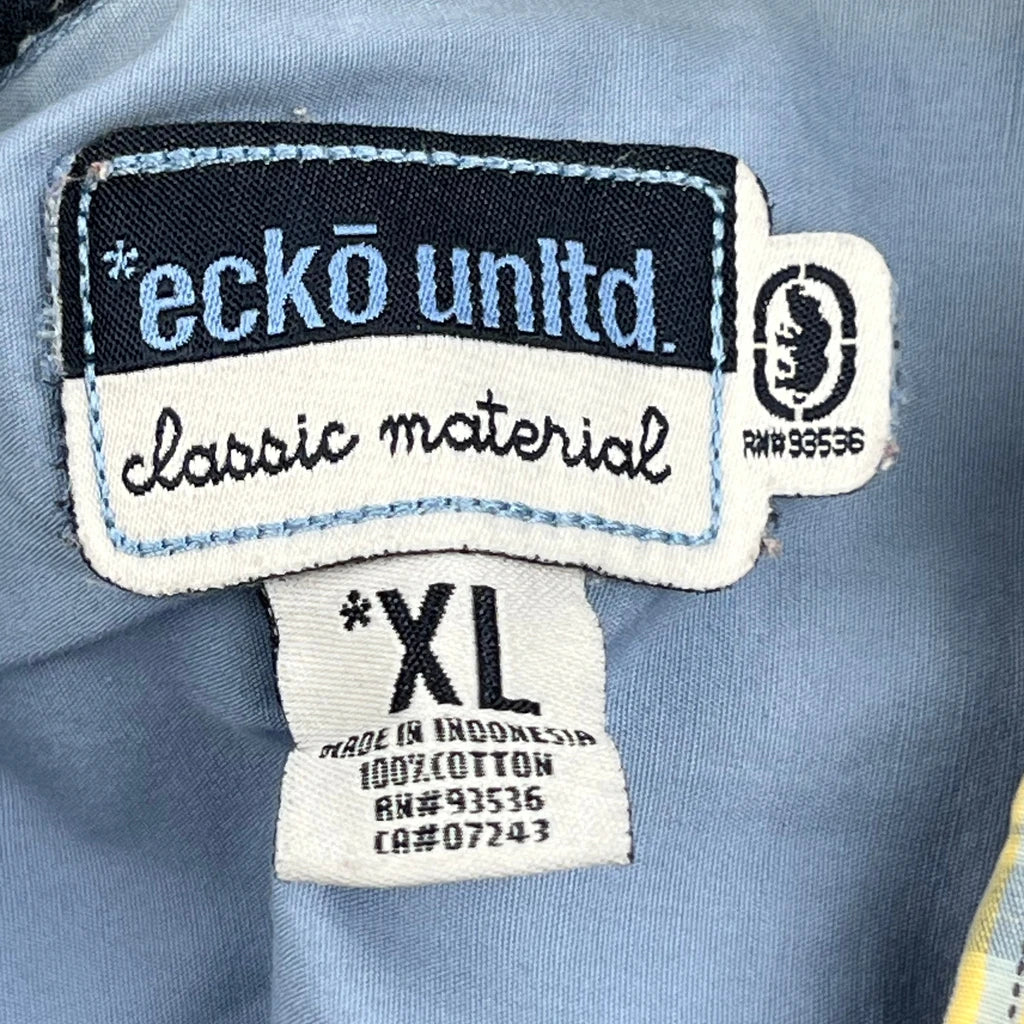 *eckō unltd.
classic material
RN#93536
*XL
MADE IN INDONESIA
100% COTTON
RN#93536
CA#07243